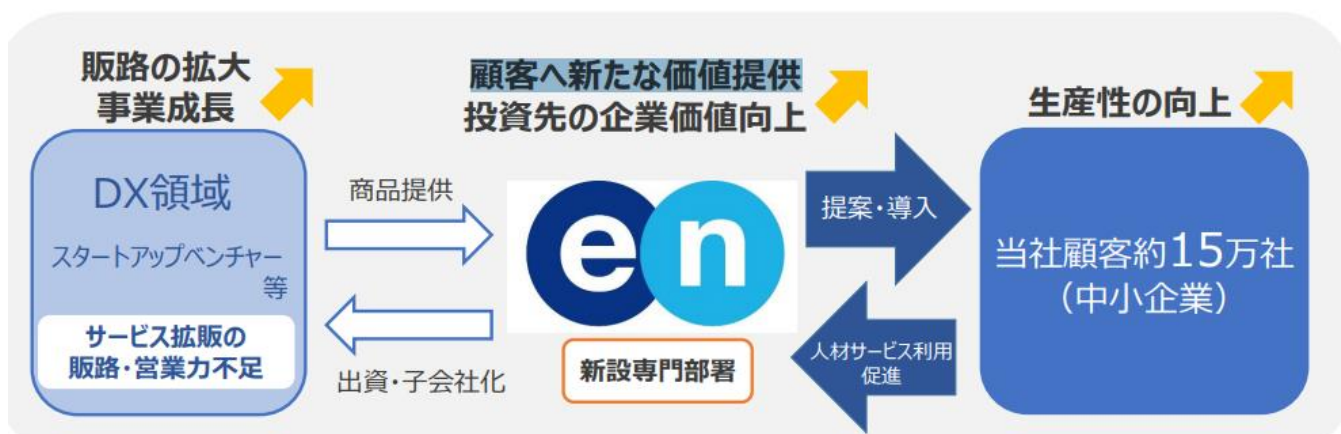 販路の拡大
事業成長
DX領域
スタートアップベンチャー
等
サービス拡販の
販路・営業力不足
商品提供
出資・子会社化
顧客へ新たな価値提供
投資先の企業価値向上
en
新設専門部署
提案・導入
人材サービス利用
促進
生産性の向上
当社顧客約15万社
（中小企業）